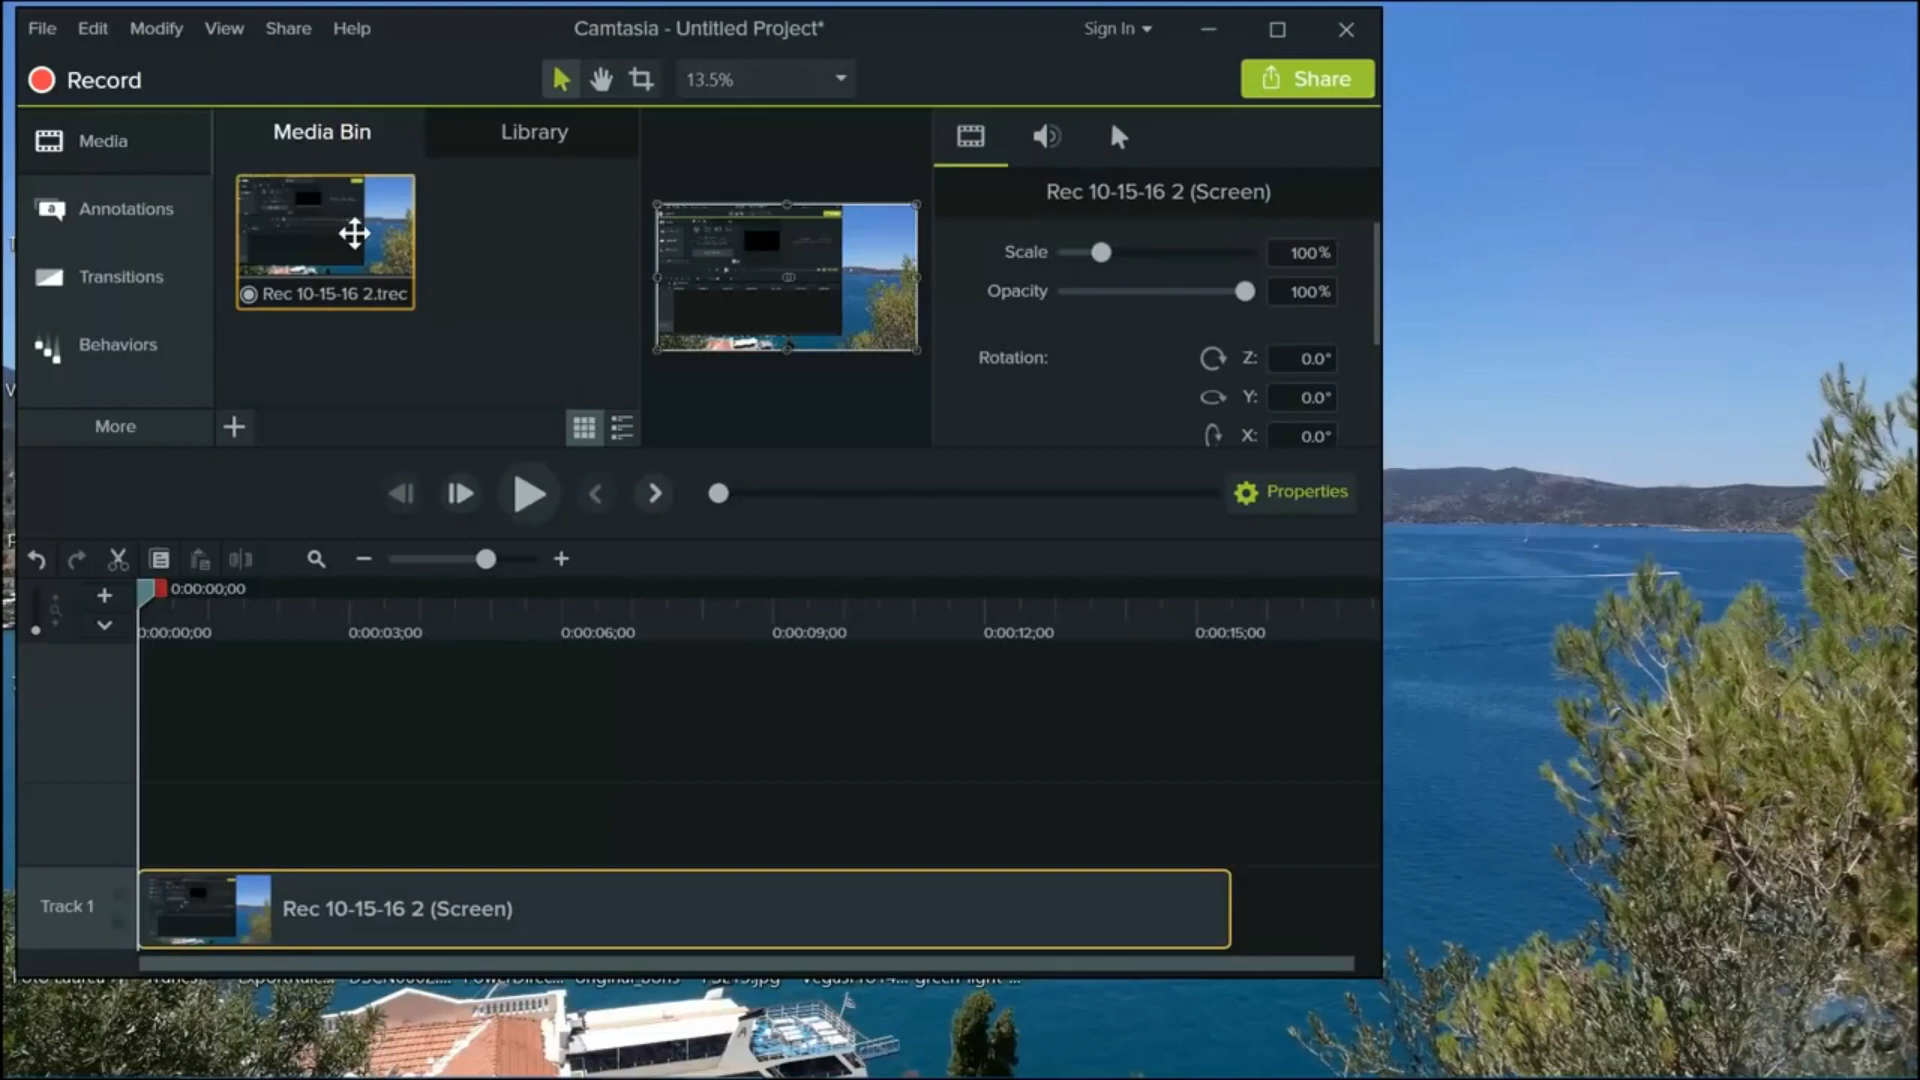 File Edit Modify View Share Help
Camtasia - Untitled Project*
Sign In
Record
13.5%
Share
Media
Media Bin
Library
Annotations
Transitions
Behaviors
More
Rec 10-15-16 2.trec
Rec 10-15-16 2 (Screen)
Scale 100%
Opacity 100%
Rotation: Z: 0.0°
Y: 0.0°
X: 0.0°
Properties
0:00:00;00
0:00:00;00 0:00:03;00 0:00:06;00 0:00:09;00 0:00:12;00 0:00:15;00
Track 1
Rec 10-15-16 2 (Screen)